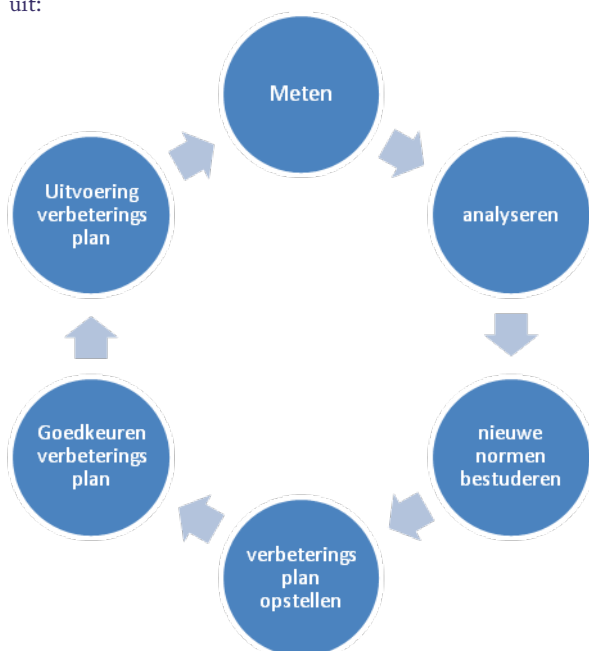 uit:
Meten
analyseren
nieuwe
normen
bestuderen
verbeterings
plan
opstellen
Goedkeuren
verbeterings
plan
Uitvoering
verbeterings
plan